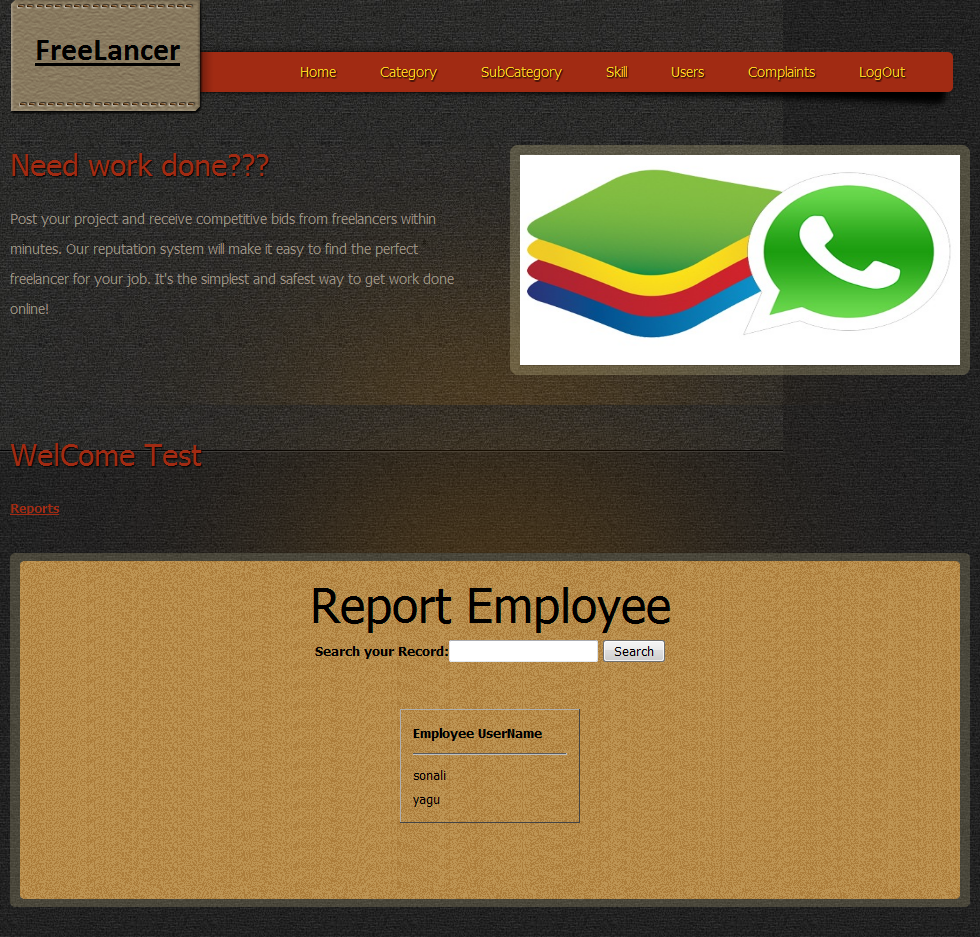 FreeLancer
Home Category SubCategory Skill Users Complaints LogOut
Need work done???
Post your project and receive competitive bids from freelancers within
minutes. Our reputation system will make it easy to find the perfect
freelancer for your job. It's the simplest and safest way to get work done
online!
WelCome Test
Reports
Report Employee
Search your Record: Search
Employee UserName
sonali
yagu